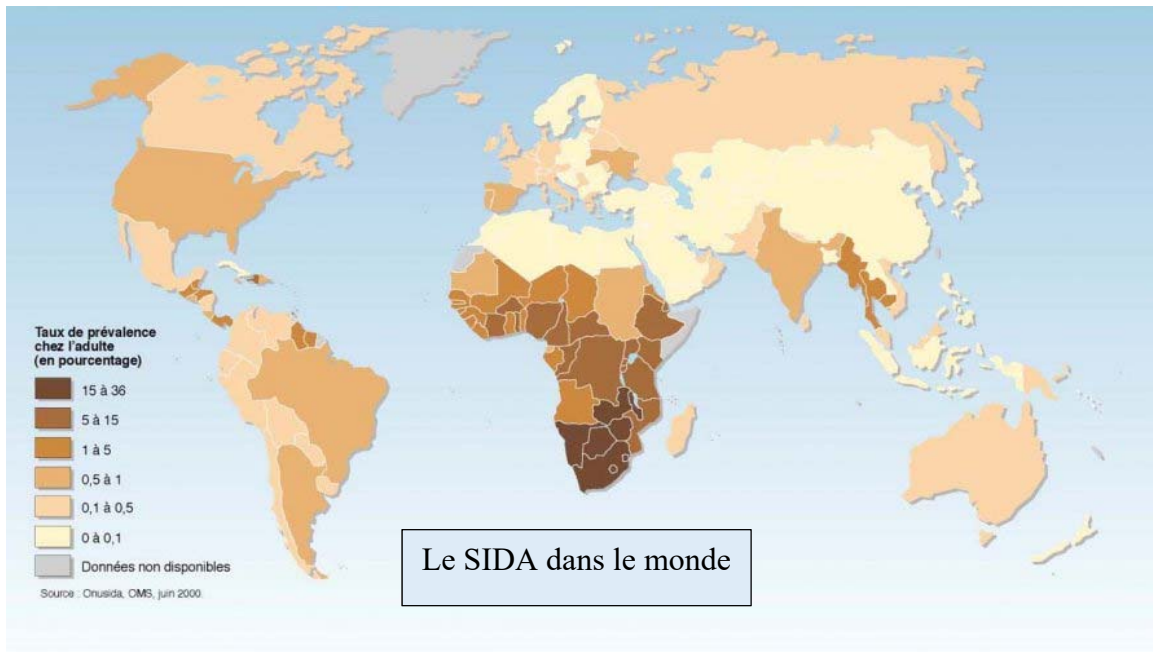 Taux de prévalence
chez l'adulte
(en pourcentage)
15 à 36
5 à 15
1 à 5
0,5 à 1
0,1 à 0,5
0 à 0,1
Données non disponibles
Source : Onusida, OMS, juin 2000.
Le SIDA dans le monde